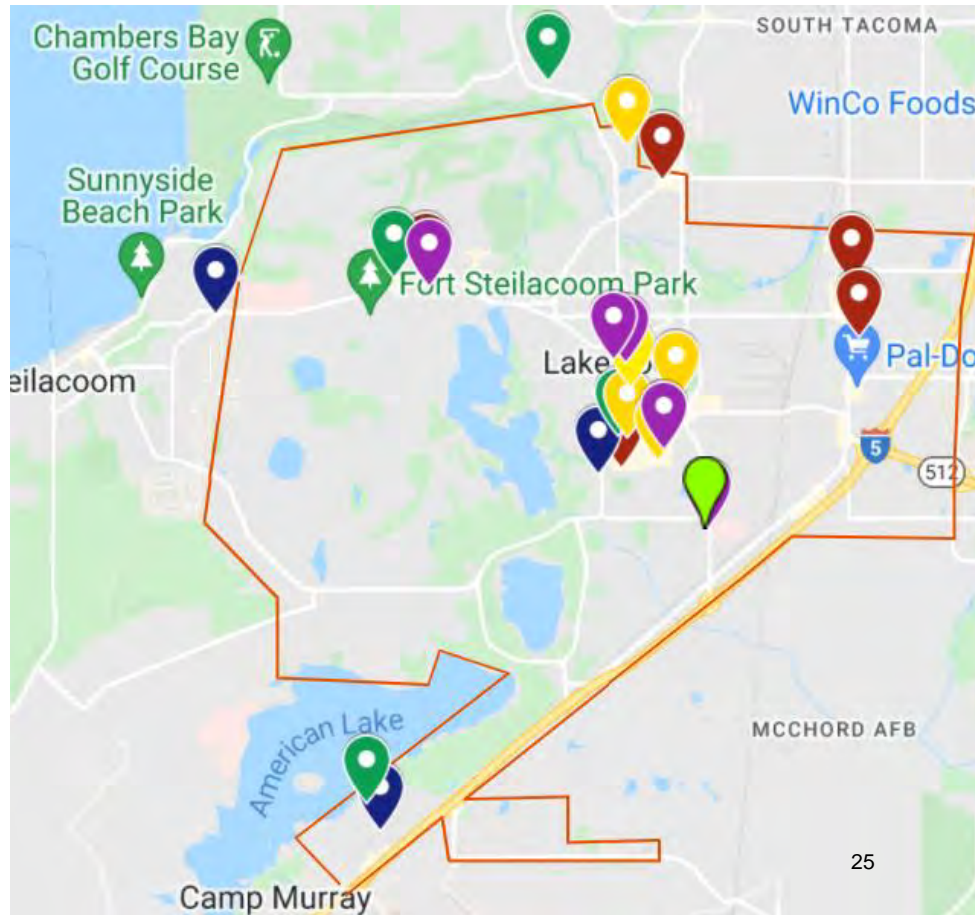 Chambers Bay
Golf Course
SOUTH TACOMA
WinCo Foods
Sunnyside
Beach Park
Fort Steilacoom Park
Lake
Pal-Do
eilacoom
5
512
American Lake
MCCHORD AFB
25
Camp Murray